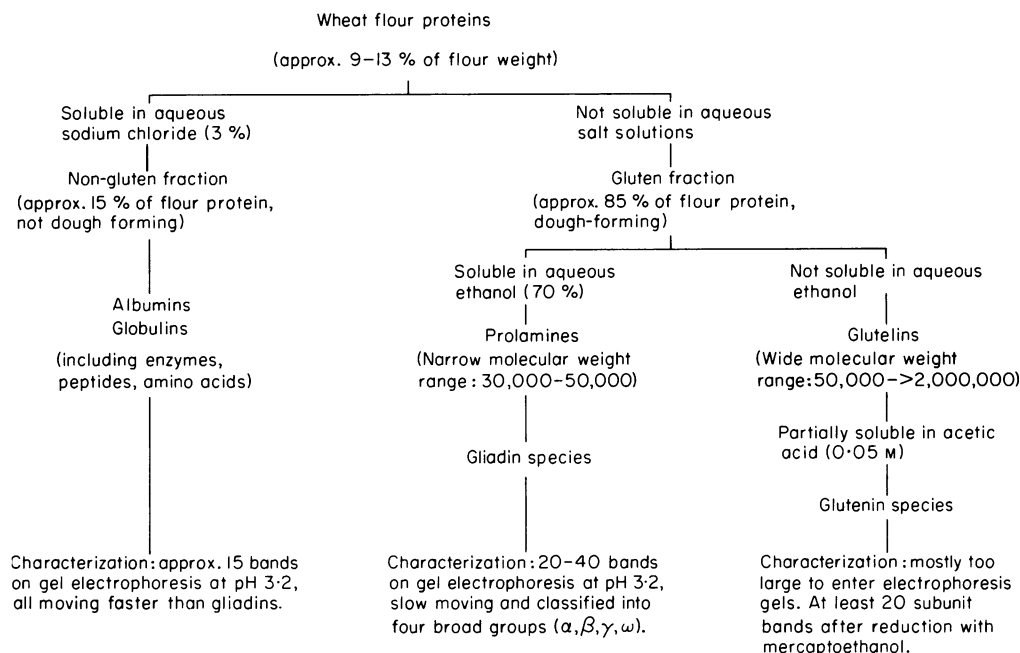 Wheat flour proteins
(approx. 9–13 % of flour weight)
Soluble in aqueous
sodium chloride (3 %)
Not soluble in aqueous
salt solutions
Non-gluten fraction
(approx. 15 % of flour protein,
not dough forming)
Gluten fraction
(approx. 85 % of flour protein,
dough-forming)
Soluble in aqueous
ethanol (70 %)
Not soluble in aqueous
ethanol
Albumins
Globulins
(including enzymes,
peptides, amino acids)
Prolamines
(Narrow molecular weight
range: 30,000–50,000)
Glutelins
(Wide molecular weight
range:50,000–>2,000,000)
Partially soluble in acetic
acid (0·05 M)
Gliadin species
Glutenin species
Characterization: approx. 15 bands
on gel electrophoresis at pH 3·2,
all moving faster than gliadins.
Characterization: 20–40 bands
on gel electrophoresis at pH 3·2,
slow moving and classified into
four broad groups (α,β,γ,ω).
Characterization: mostly too
large to enter electrophoresis
gels. At least 20 subunit
bands after reduction with
mercaptoethanol.